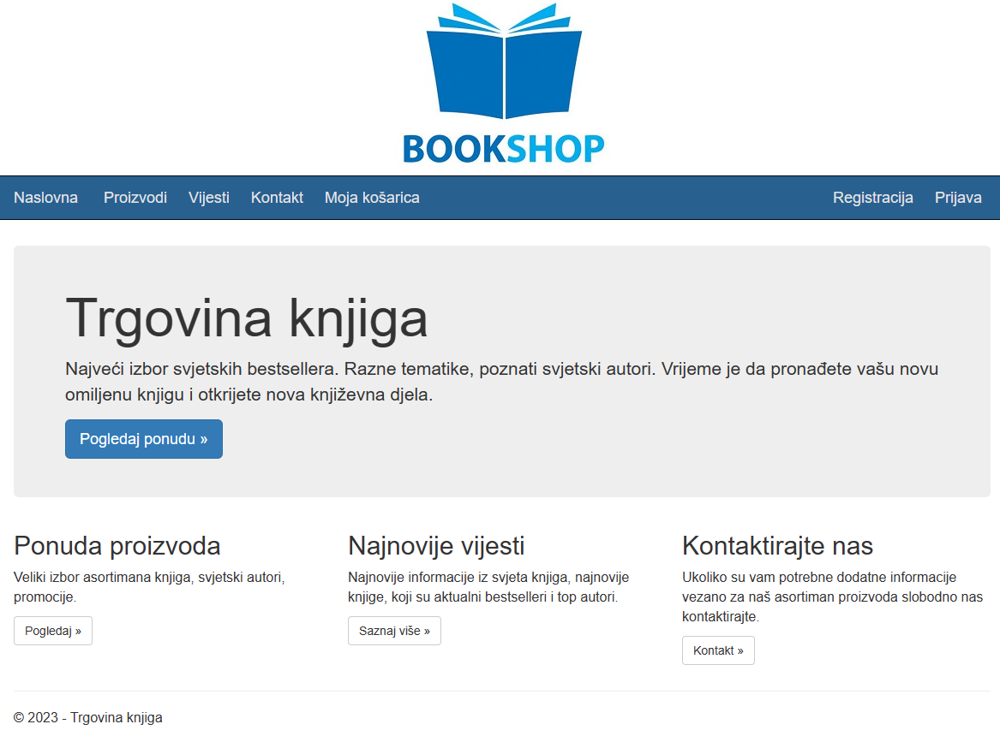 BOOKSHOP
Naslovna Proizvodi Vijesti Kontakt Moja košarica Registracija Prijava
Trgovina knjiga
Najveći izbor svjetskih bestsellera. Razne tematike, poznati svjetski autori. Vrijeme je da pronađete vašu novu
omiljenu knjigu i otkrijete nova književna djela.
Pogledaj ponudu »
Ponuda proizvoda
Veliki izbor asortimana knjiga, svjetski autori,
promocije.
Pogledaj »
Najnovije vijesti
Najnovije informacije iz svjeta knjiga, najnovije
knjige, koji su aktualni bestselleri i top autori.
Saznaj više »
Kontaktirajte nas
Ukoliko su vam potrebne dodatne informacije
vezano za naš asortiman proizvoda slobodno nas
kontaktirajte.
Kontakt »
© 2023 - Trgovina knjiga